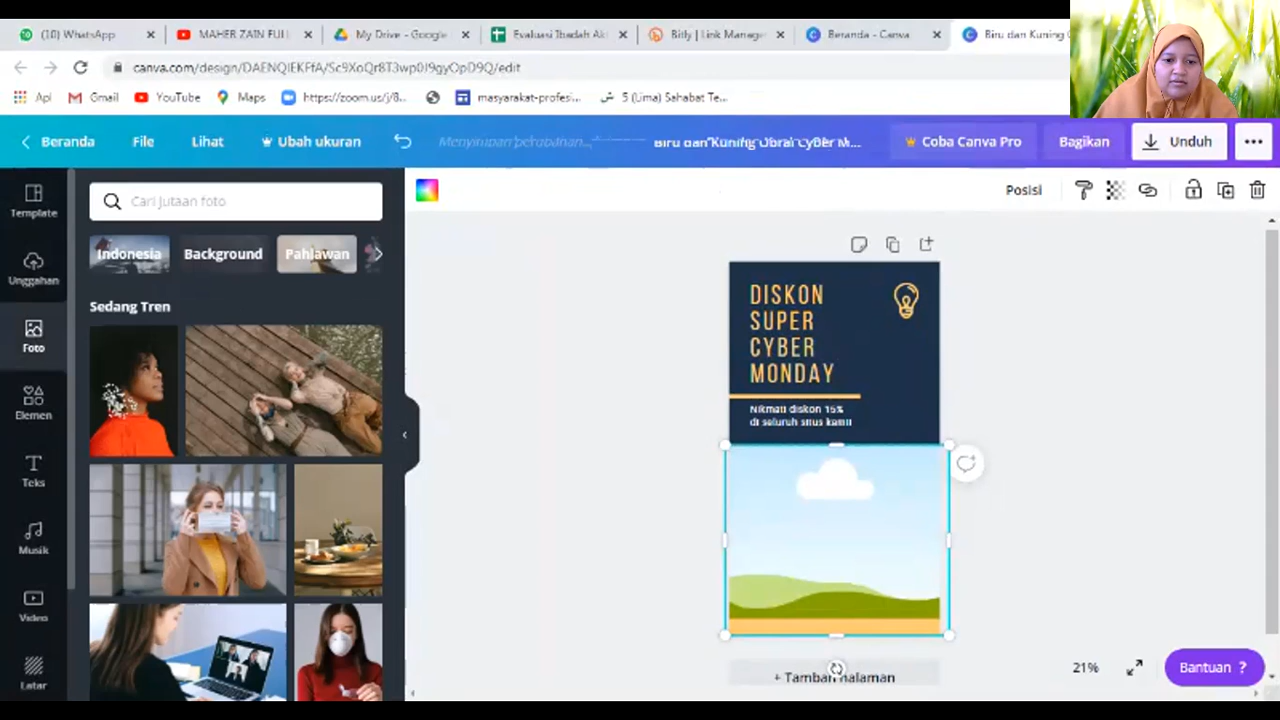 (10) WhatsApp
MAHER ZAIN FULL
My Drive - Google
Evaluasi Ibadah Ak
Bitly | Link Manage
Beranda - Canva
Biru dan Kuning
canva.com/design/DAENQIEKFfA/Sc9XoQr8T3wp0J9gyOpD9Q/edit
Api
Gmail
YouTube
Maps
https://zoom.us/j/8...
masyarakat-profesi...
5 (Lima) Sahabat Te...
Beranda
File
Lihat
Ubah ukuran
Menyimpan perubahan...
Biru dan Kuning Obral Cyber M...
Coba Canva Pro
Bagikan
Unduh
Template
Unggahan
Foto
Elemen
Teks
Musik
Video
Latar
Cari jutaan foto
Indonesia
Background
Pahlawan
Sedang Tren
Posisi
DISKON
SUPER
CYBER
MONDAY
Nikmati diskon 15%
di seluruh situs kami!
+ Tambah halaman
21%
Bantuan ?